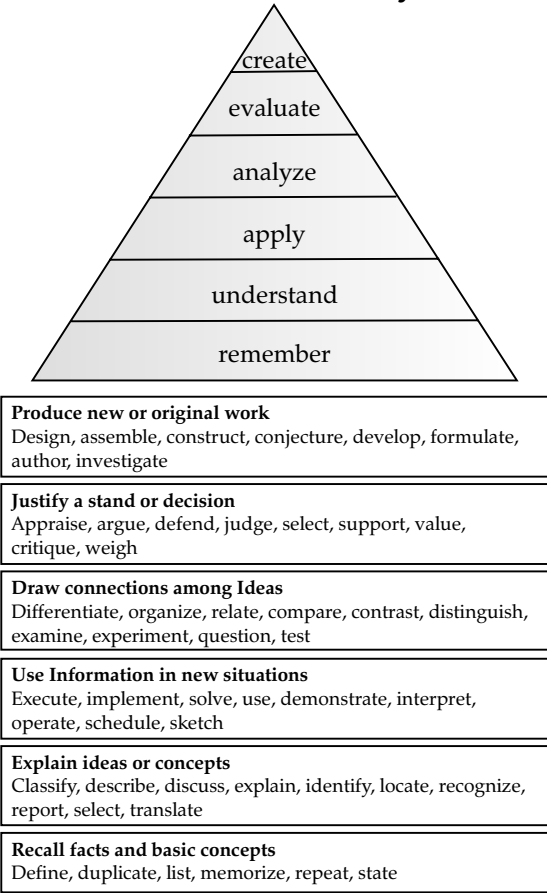 create
evaluate
analyze
apply
understand
remember
Produce new or original work
Design, assemble, construct, conjecture, develop, formulate,
author, investigate
Justify a stand or decision
Appraise, argue, defend, judge, select, support, value,
critique, weigh
Draw connections among Ideas
Differentiate, organize, relate, compare, contrast, distinguish,
examine, experiment, question, test
Use Information in new situations
Execute, implement, solve, use, demonstrate, interpret,
operate, schedule, sketch
Explain ideas or concepts
Classify, describe, discuss, explain, identify, locate, recognize,
report, select, translate
Recall facts and basic concepts
Define, duplicate, list, memorize, repeat, state